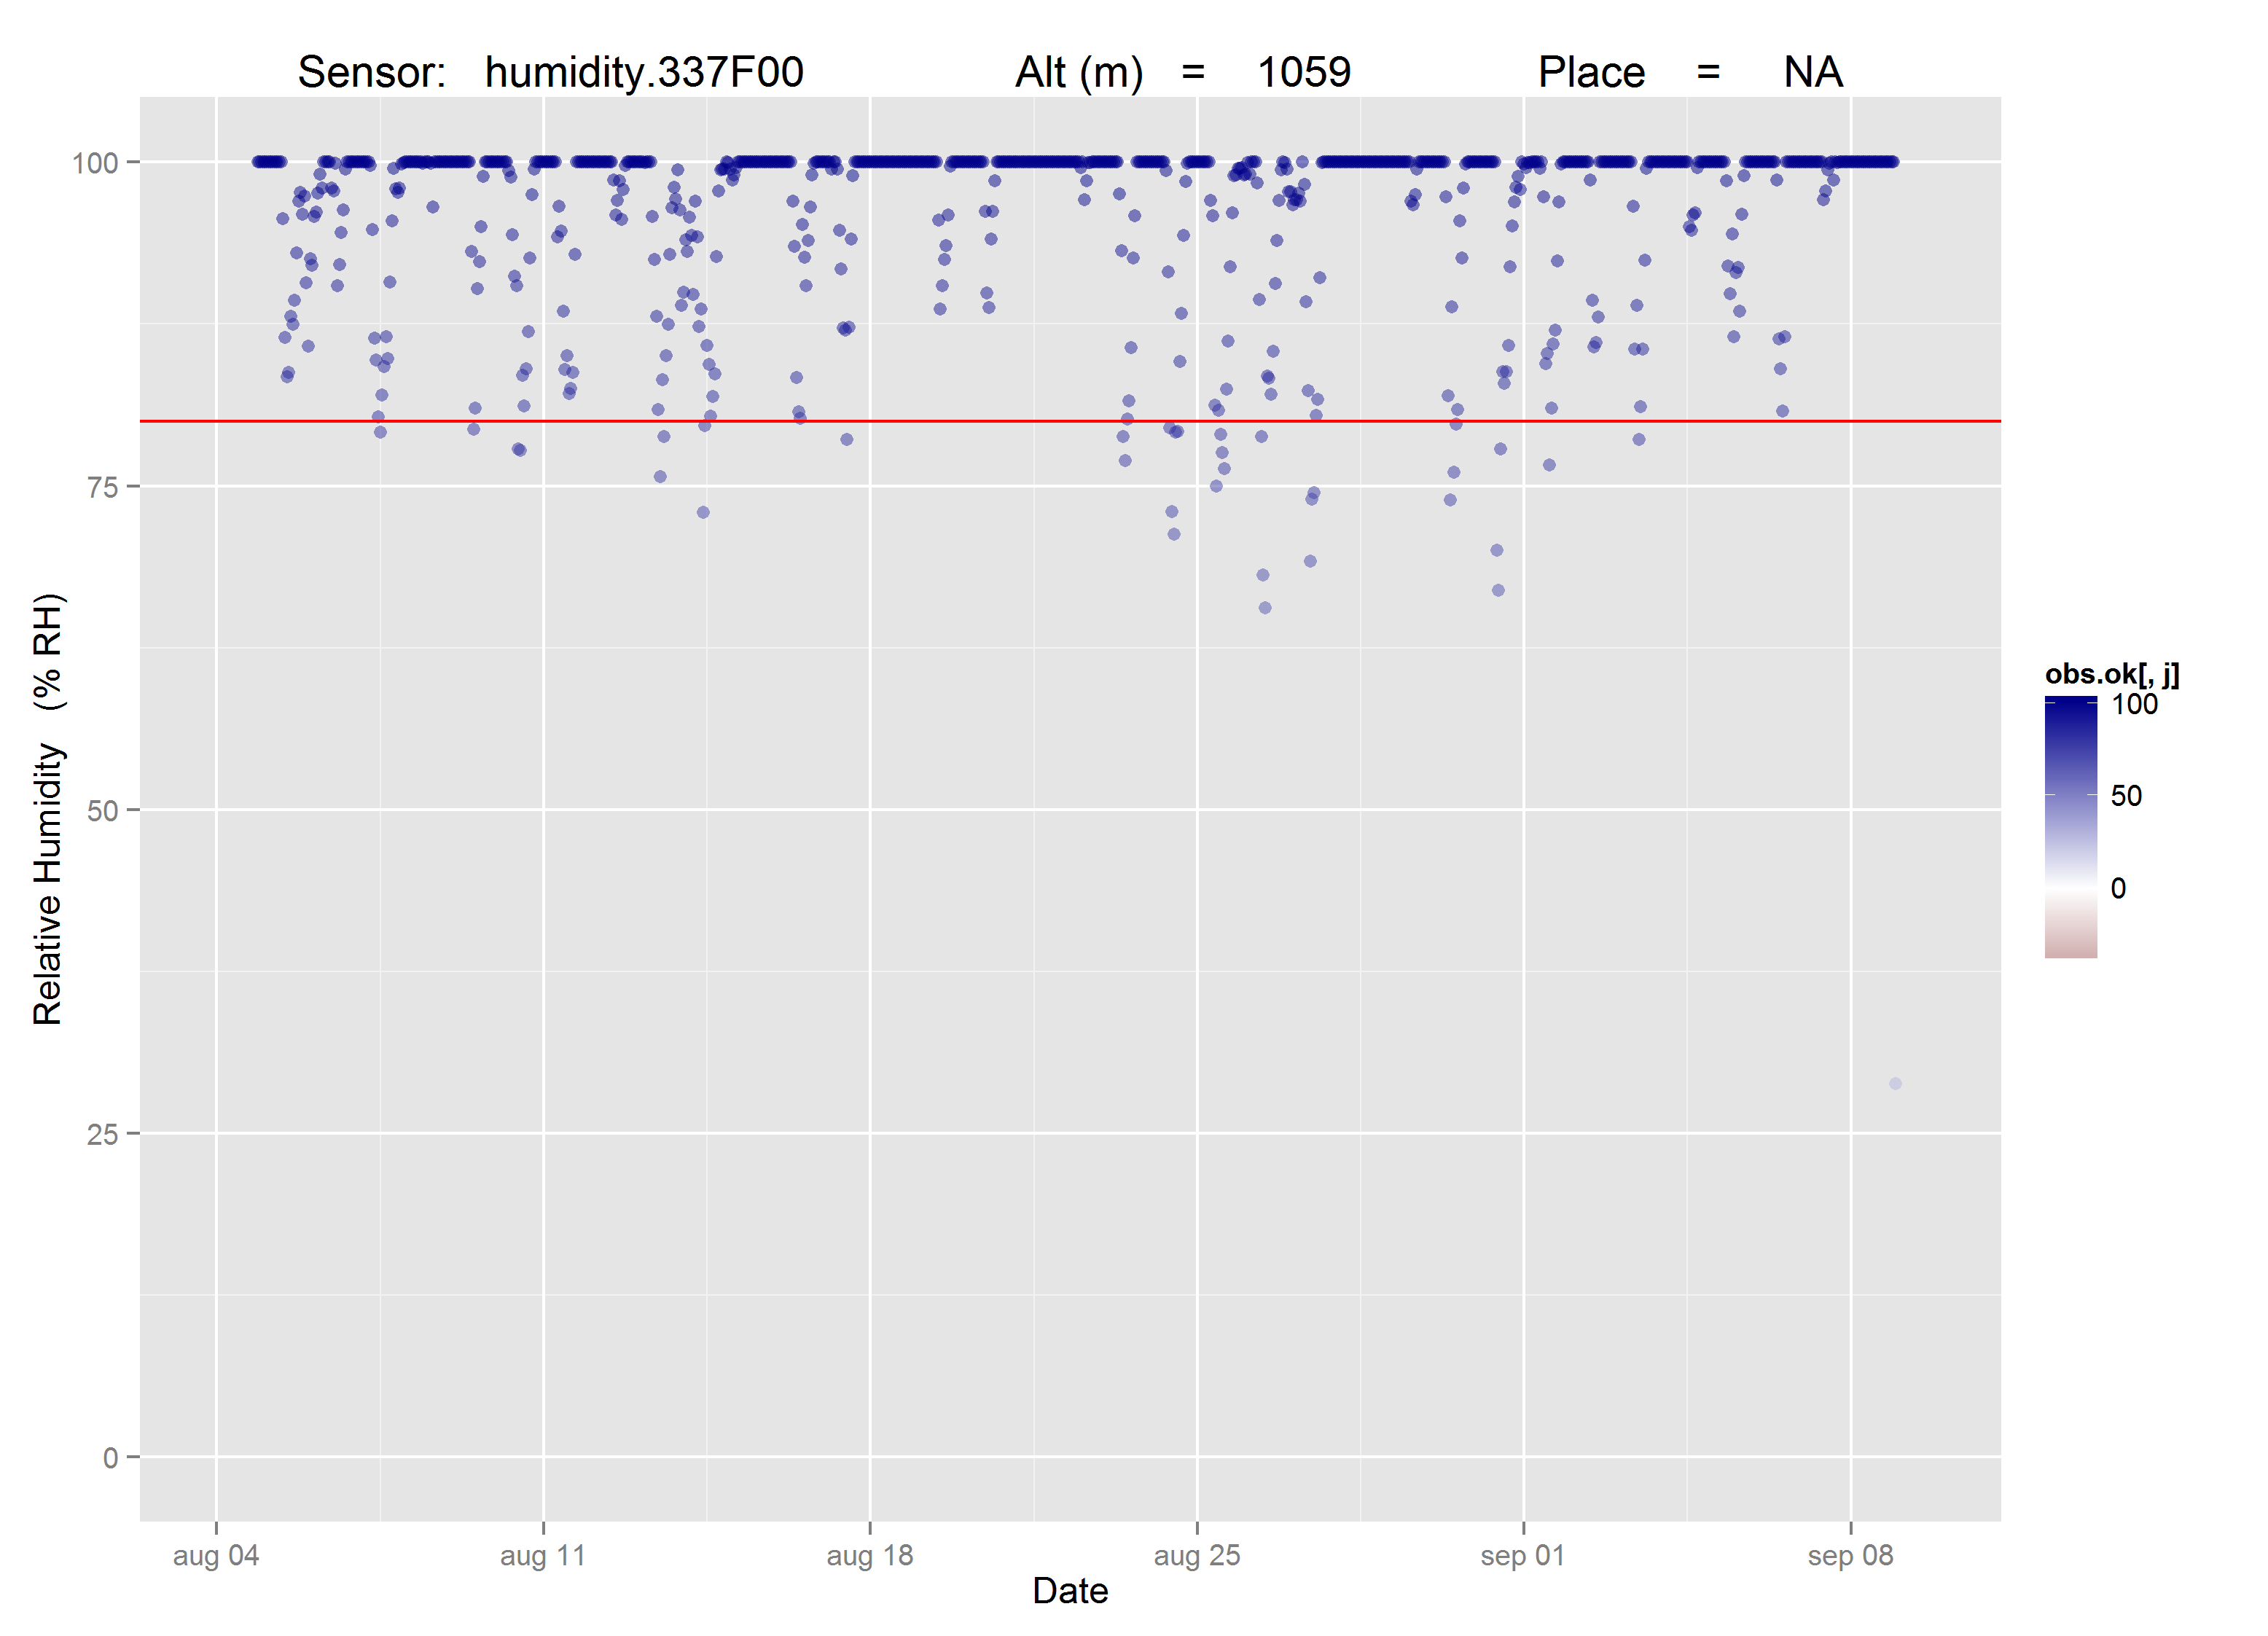 Sensor: humidity.337F00 Alt (m) = 1059 Place = NA
100
75
50
25
0
Relative Humidity (% RH)
aug 04 aug 11 aug 18 aug 25 sep 01 sep 08
Date
obs.ok[, j]
100
50
0